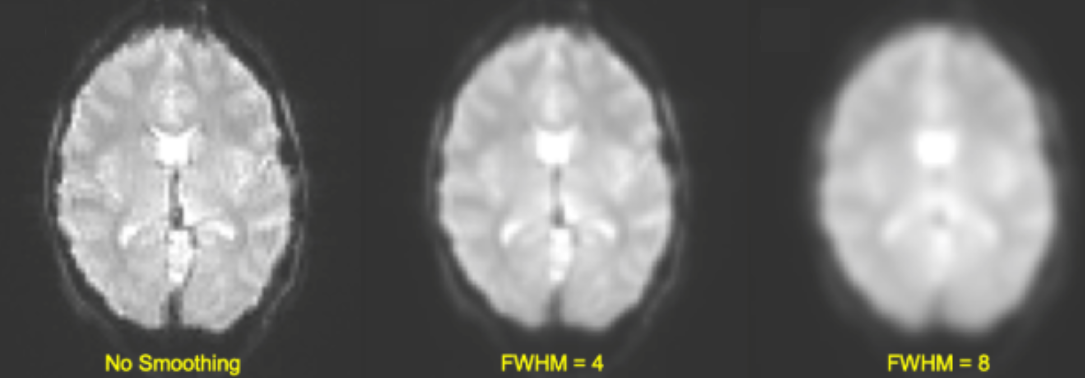 No Smoothing
FWHM = 4
FWHM = 8